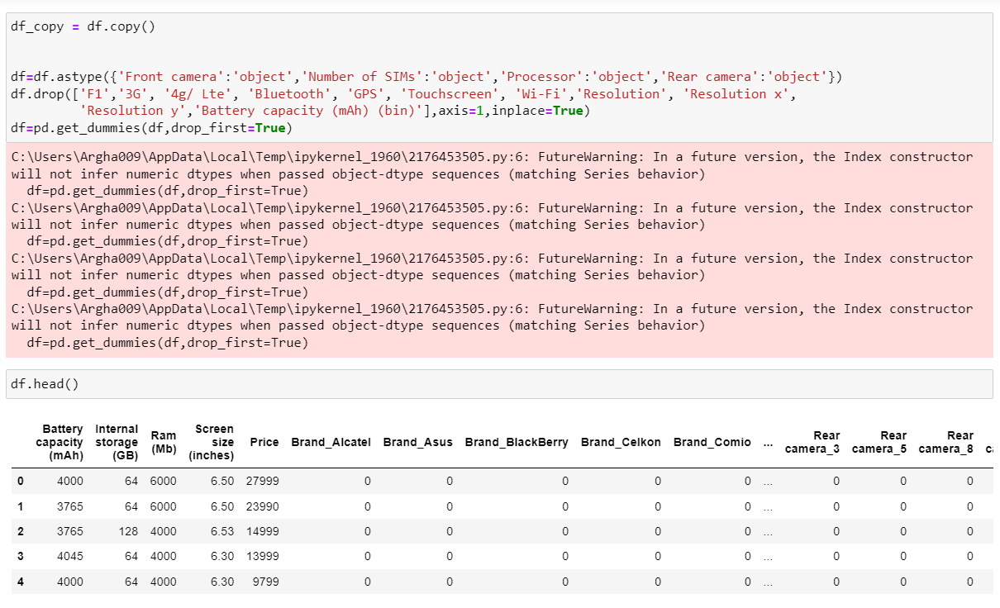 df_copy = df.copy()
df=df.astype({'Front camera':'object','Number of SIMs':'object','Processor':'object','Rear camera':'object'})
df.drop(['F1','3G', '4g/ Lte', 'Bluetooth', 'GPS', 'Touchscreen', 'Wi-Fi','Resolution', 'Resolution x',
'Resolution y','Battery capacity (mAh) (bin)'],axis=1,inplace=True)
df=pd.get_dummies(df,drop_first=True)
C:\Users\Argha009\AppData\Local\Temp\ipykernel_1960\2176453505.py:6: FutureWarning: In a future version, the Index constructor
will not infer numeric dtypes when passed object-dtype sequences (matching Series behavior)
df=pd.get_dummies(df,drop_first=True)
C:\Users\Argha009\AppData\Local\Temp\ipykernel_1960\2176453505.py:6: FutureWarning: In a future version, the Index constructor
will not infer numeric dtypes when passed object-dtype sequences (matching Series behavior)
df=pd.get_dummies(df,drop_first=True)
C:\Users\Argha009\AppData\Local\Temp\ipykernel_1960\2176453505.py:6: FutureWarning: In a future version, the Index constructor
will not infer numeric dtypes when passed object-dtype sequences (matching Series behavior)
df=pd.get_dummies(df,drop_first=True)
C:\Users\Argha009\AppData\Local\Temp\ipykernel_1960\2176453505.py:6: FutureWarning: In a future version, the Index constructor
will not infer numeric dtypes when passed object-dtype sequences (matching Series behavior)
df=pd.get_dummies(df,drop_first=True)
df.head()
Battery capacity (mAh) Internal storage (GB) Ram (Mb) Screen size (inches) Price Brand_Alcatel Brand_Asus Brand_BlackBerry Brand_Celkon Brand_Comio ... Rear camera_3 Rear camera_5 Rear camera_8
0 4000 64 6000 6.50 27999 0 0 0 0 0 ... 0 0 0
1 3765 64 6000 6.50 23990 0 0 0 0 0 ... 0 0 0
2 3765 128 4000 6.53 14999 0 0 0 0 0 ... 0 0 0
3 4045 64 4000 6.30 13999 0 0 0 0 0 ... 0 0 0
4 4000 64 4000 6.30 9799 0 0 0 0 0 ... 0 0 0